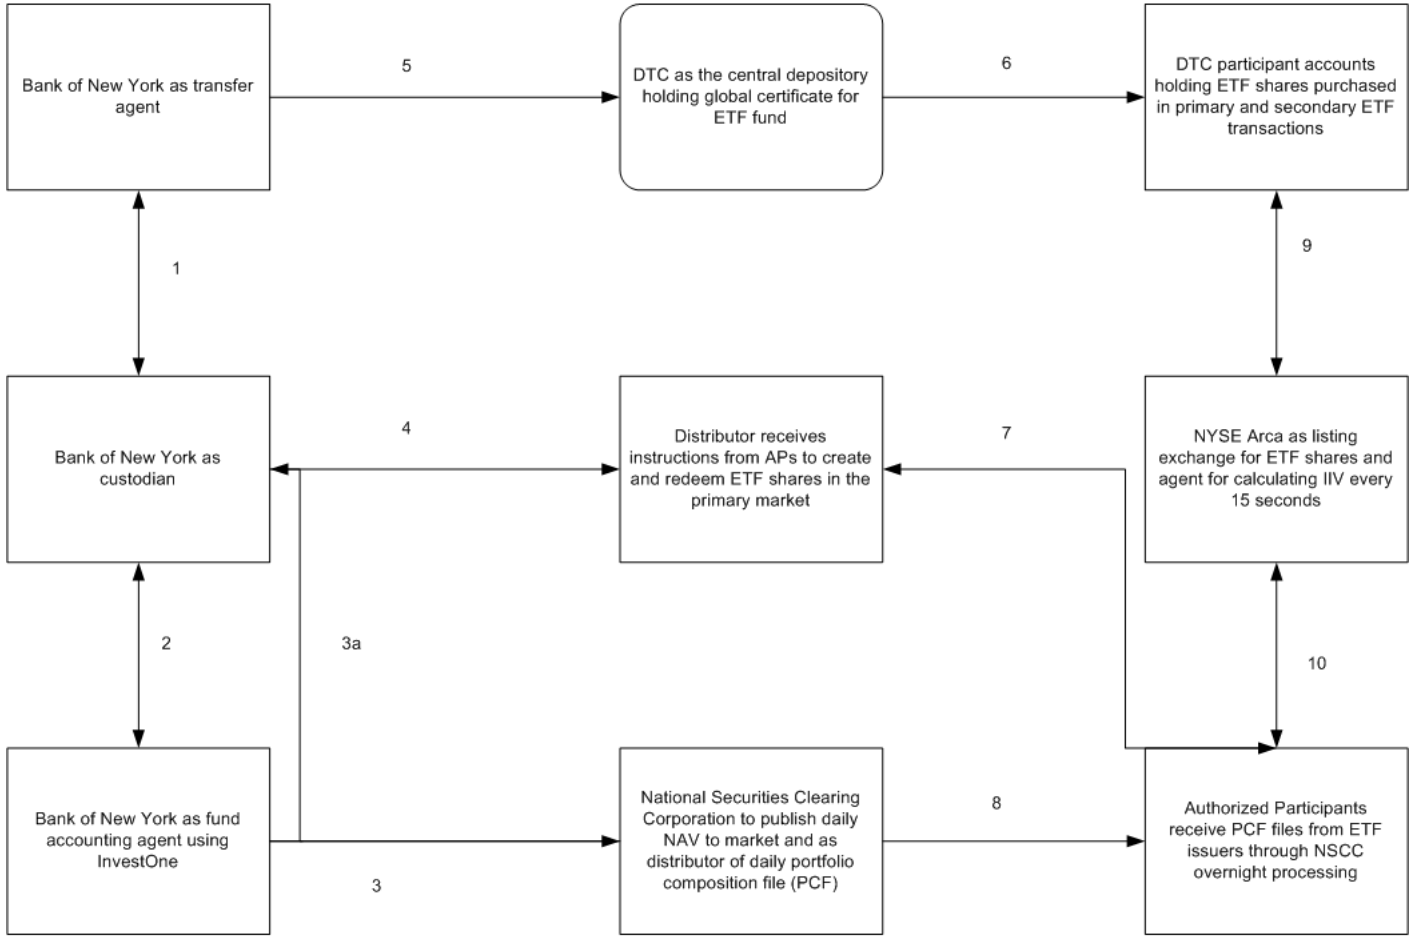 Bank of New York as transfer
agent
5
DTC as the central depository
holding global certificate for
ETF fund
6
DTC participant accounts
holding ETF shares purchased
in primary and secondary ETF
transactions
1
9
Bank of New York as
custodian
4
Distributor receives
instructions from APs to create
and redeem ETF shares in the
primary market
7
NYSE Arca as listing
exchange for ETF shares and
agent for calculating IIV every
15 seconds
2
3a
10
Bank of New York as fund
accounting agent using
InvestOne
3
National Securities Clearing
Corporation to publish daily
NAV to market and as
distributor of daily portfolio
composition file (PCF)
8
Authorized Participants
receive PCF files from ETF
issuers through NSCC
overnight processing